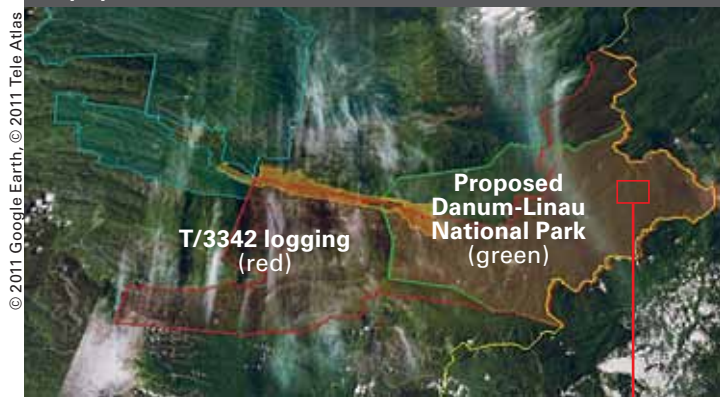 © 2011 Google Earth, © 2011 Tele Atlas
T/3342 logging
(red)
Proposed
Danum-Linau
National Park
(green)